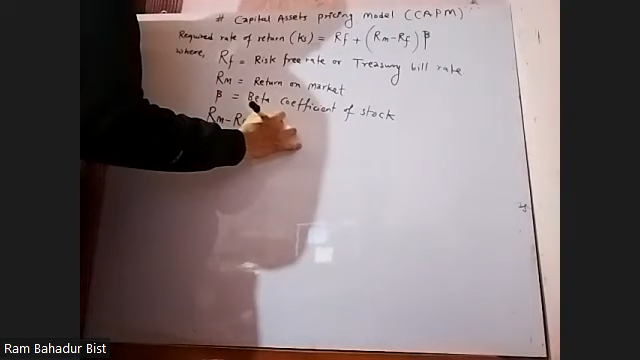 # Capital Assets pricing Model (CAPM)
Required rate of return (Ks) = Rf + (Rm-Rf) β
where, Rf = Risk free rate or Treasury bill rate
Rm = Return on market
β = Beta coefficient of stock
Rm-R
Ram Bahadur Bist